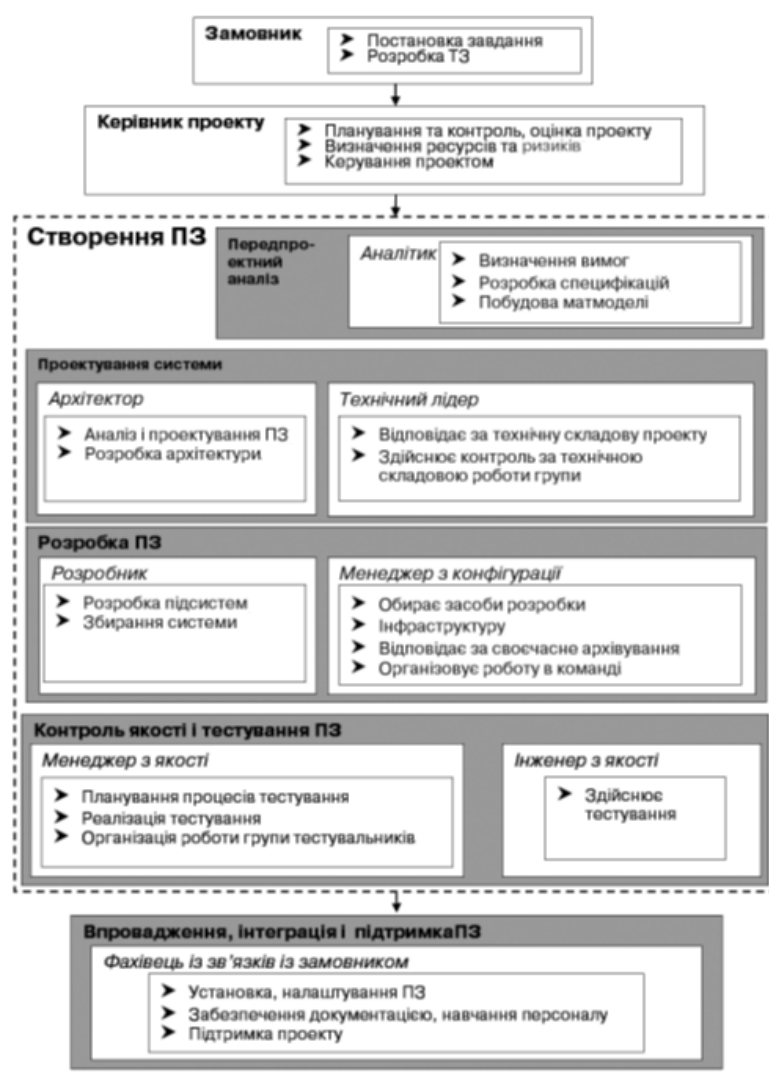 Замовник
➤ Постановка завдання
➤ Розробка ТЗ
Керівник проекту
➤ Планування та контроль, оцінка проекту
➤ Визначення ресурсів та ризиків
➤ Керування проектом
Створення ПЗ
Передпро-
ектний
аналіз
Аналітик
➤ Визначення вимог
➤ Розробка специфікацій
➤ Побудова матмоделі
Проектування системи
Архітектор
➤ Аналіз і проектування ПЗ
➤ Розробка архітектури
Технічний лідер
➤ Відповідає за технічну складову проекту
➤ Здійснює контроль за технічною
складовою роботи групи
Розробка ПЗ
Розробник
➤ Розробка підсистем
➤ Збирання системи
Менеджер з конфігурації
➤ Обирає засоби розробки
➤ Інфраструктуру
➤ Відповідає за своєчасне архівування
➤ Організовує роботу в команді
Контроль якості і тестування ПЗ
Менеджер з якості
➤ Планування процесів тестування
➤ Реалізація тестування
➤ Організація роботи групи тестувальників
Інженер з якості
➤ Здійснює
тестування
Впровадження, інтеграція і підтримкаПЗ
Фахівець із зв’язків із замовником
➤ Установка, налаштування ПЗ
➤ Забезпечення документацією, навчання персоналу
➤ Підтримка проекту